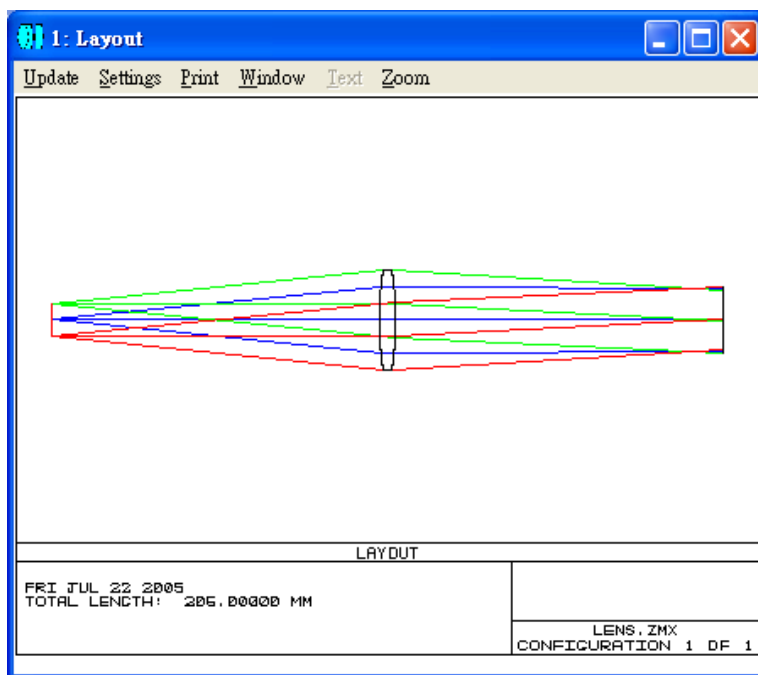 1: Layout
Update Settings Print Window Text Zoom
LAYOUT
FRI JUL 22 2005
TOTAL LENGTH: 206.00000 MM
LENS.ZMX
CONFIGURATION 1 OF 1